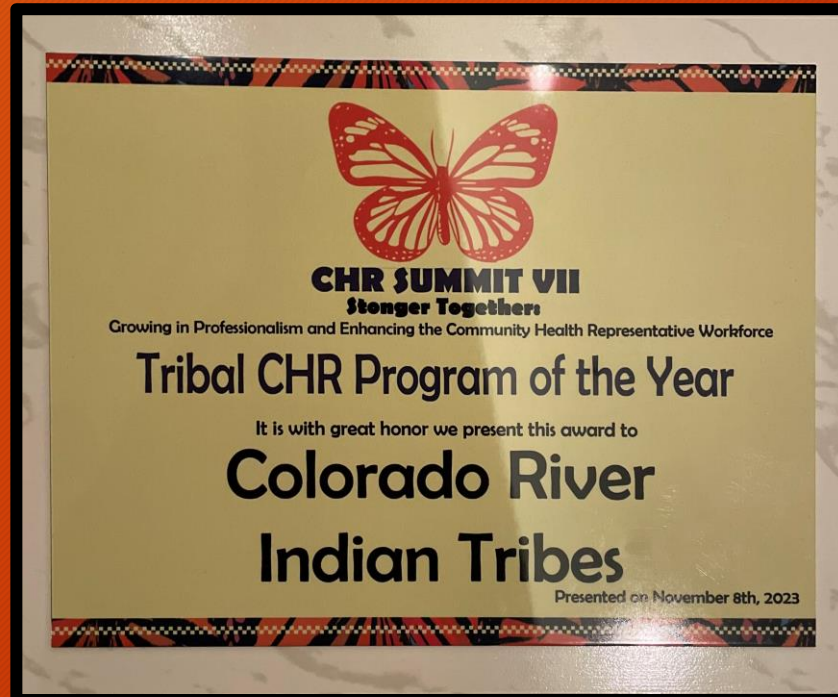 CHR SUMMIT VII
Stonger Together:
Growing in Professionalism and Enhancing the Community Health Representative Workforce
Tribal CHR Program of the Year
It is with great honor we present this award to
Colorado River
Indian Tribes
Presented on November 8th, 2023